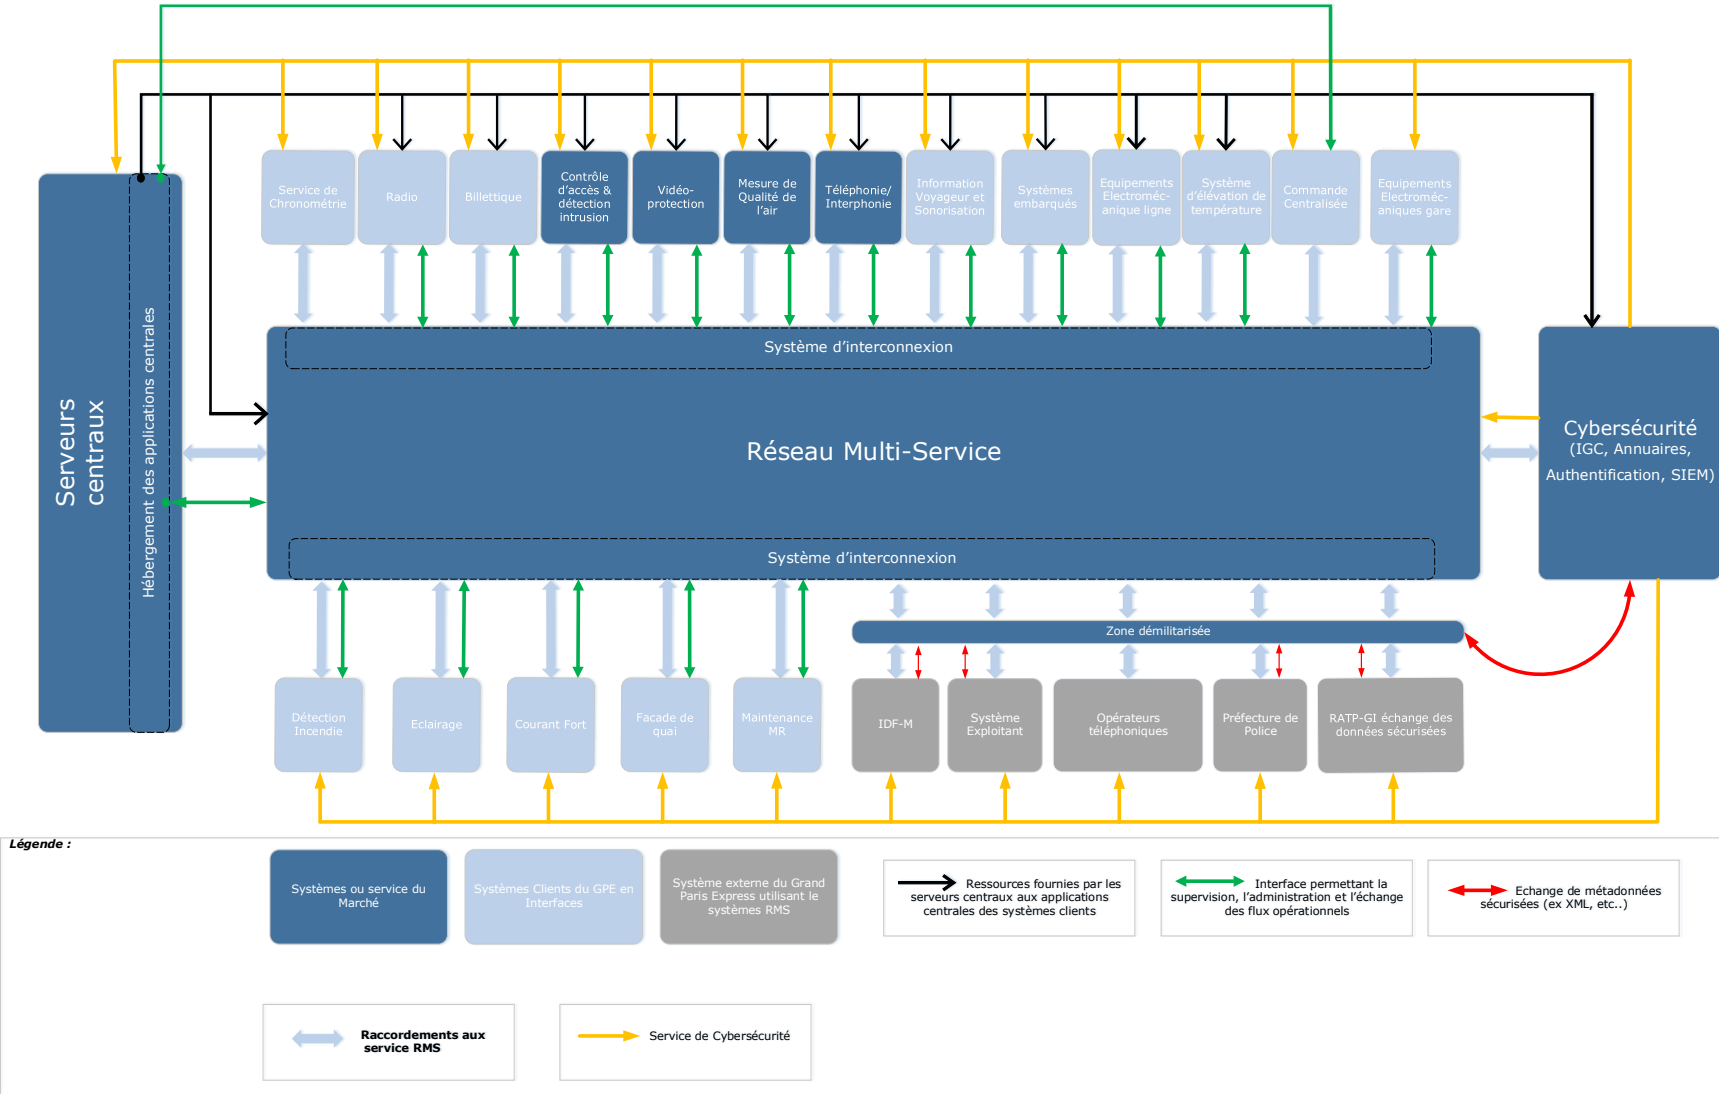 Service de
Chronométrie
Radio
Billettique
Contrôle
d'accès &
détection
intrusion
Vidéo-
protection
Mesure de
Qualité de
l'air
Téléphonie/
Interphonie
Information
Voyageur et
Sonorisation
Systèmes
embarqués
Equipements
Electroméc-
anique ligne
Système
d'élévation de
température
Commande
Centralisée
Equipements
Electroméc-
aniques gare
Serveurs
centraux
Hébergement des applications centrales
Système d'interconnexion
Réseau Multi-Service
Système d'interconnexion
Cybersécurité
(IGC, Annuaires,
Authentification, SIEM)
Zone démilitarisée
Détection
Incendie
Eclairage
Courant Fort
Facade de
quai
Maintenance
MR
IDF-M
Système
Exploitant
Opérateurs
téléphoniques
Préfecture de
Police
RATP-GI échange des
données sécurisées
Légende :
Systèmes ou service du
Marché
Systèmes Clients du GPE en
Interfaces
Système externe du Grand
Paris Express utilisant le
systèmes RMS
Ressources fournies par les
serveurs centraux aux applications
centrales des systèmes clients
Interface permettant la
supervision, l'administration et l'échange
des flux opérationnels
Echange de métadonnées
sécurisées (ex XML, etc..)
Raccordements aux
service RMS
Service de Cybersécurité